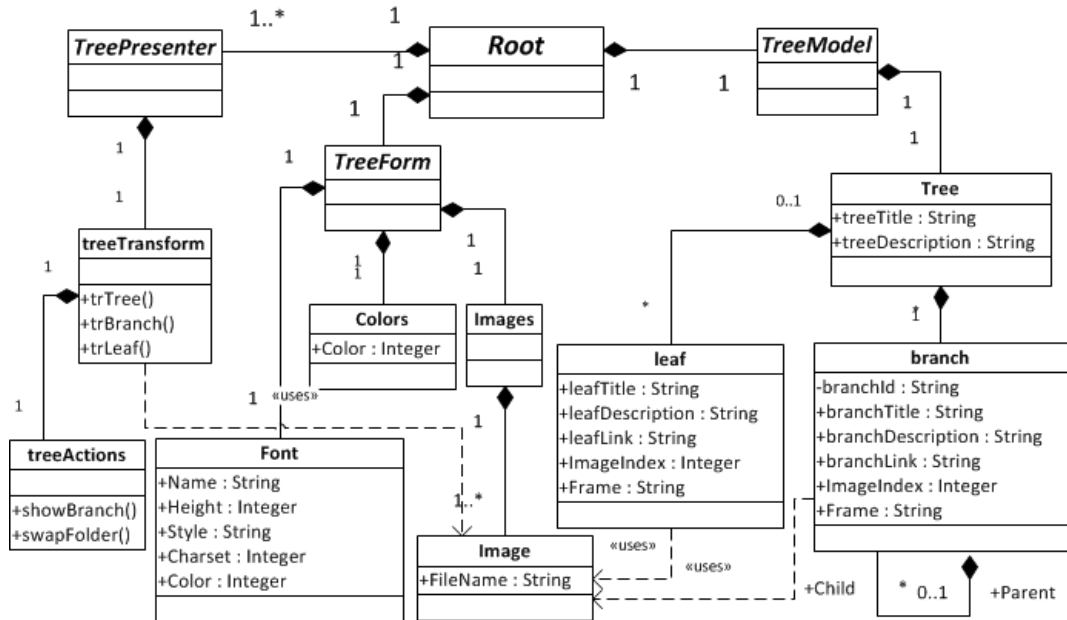 1..*
1
TreePresenter
Root
TreeModel
1
1
1
1
1
1
1
1
TreeForm
1
1
Tree
+treeTitle : String
+treeDescription : String
0..1
treeTransform
+trTree()
+trBranch()
+trLeaf()
1
1
1
1
1
Colors
+Color : Integer
Images
*
*
1
leaf
+leafTitle : String
+leafDescription : String
+leafLink : String
+ImageIndex : Integer
+Frame : String
branch
-branchId : String
+branchTitle : String
+branchDescription : String
+branchLink : String
+ImageIndex : Integer
+Frame : String
1
«uses»
1
1
treeActions
+showBranch()
+swapFolder()
Font
+Name : String
+Height : Integer
+Style : String
+Charset : Integer
+Color : Integer
1..*
Image
+FileName : String
«uses»
«uses»
+Child
*
0..1
+Parent